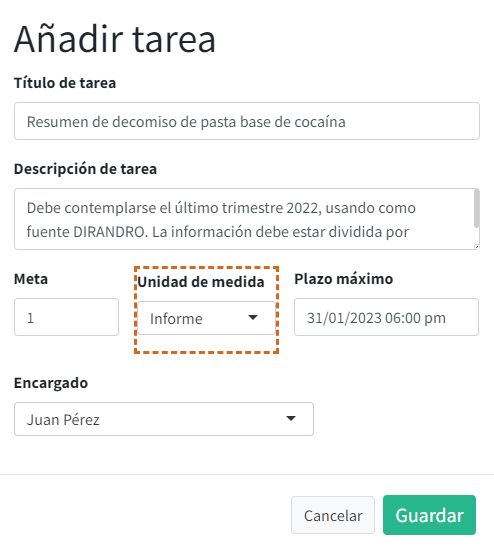 Añadir tarea
Título de tarea
Resumen de decomiso de pasta base de cocaína
Descripción de tarea
Debe contemplarse el último trimestre 2022, usando como
fuente DIRANDRO. La información debe estar dividida por
Meta
Unidad de medida
Plazo máximo
1
Informe
31/01/2023 06:00 pm
Encargado
Juan Pérez
Cancelar
Guardar